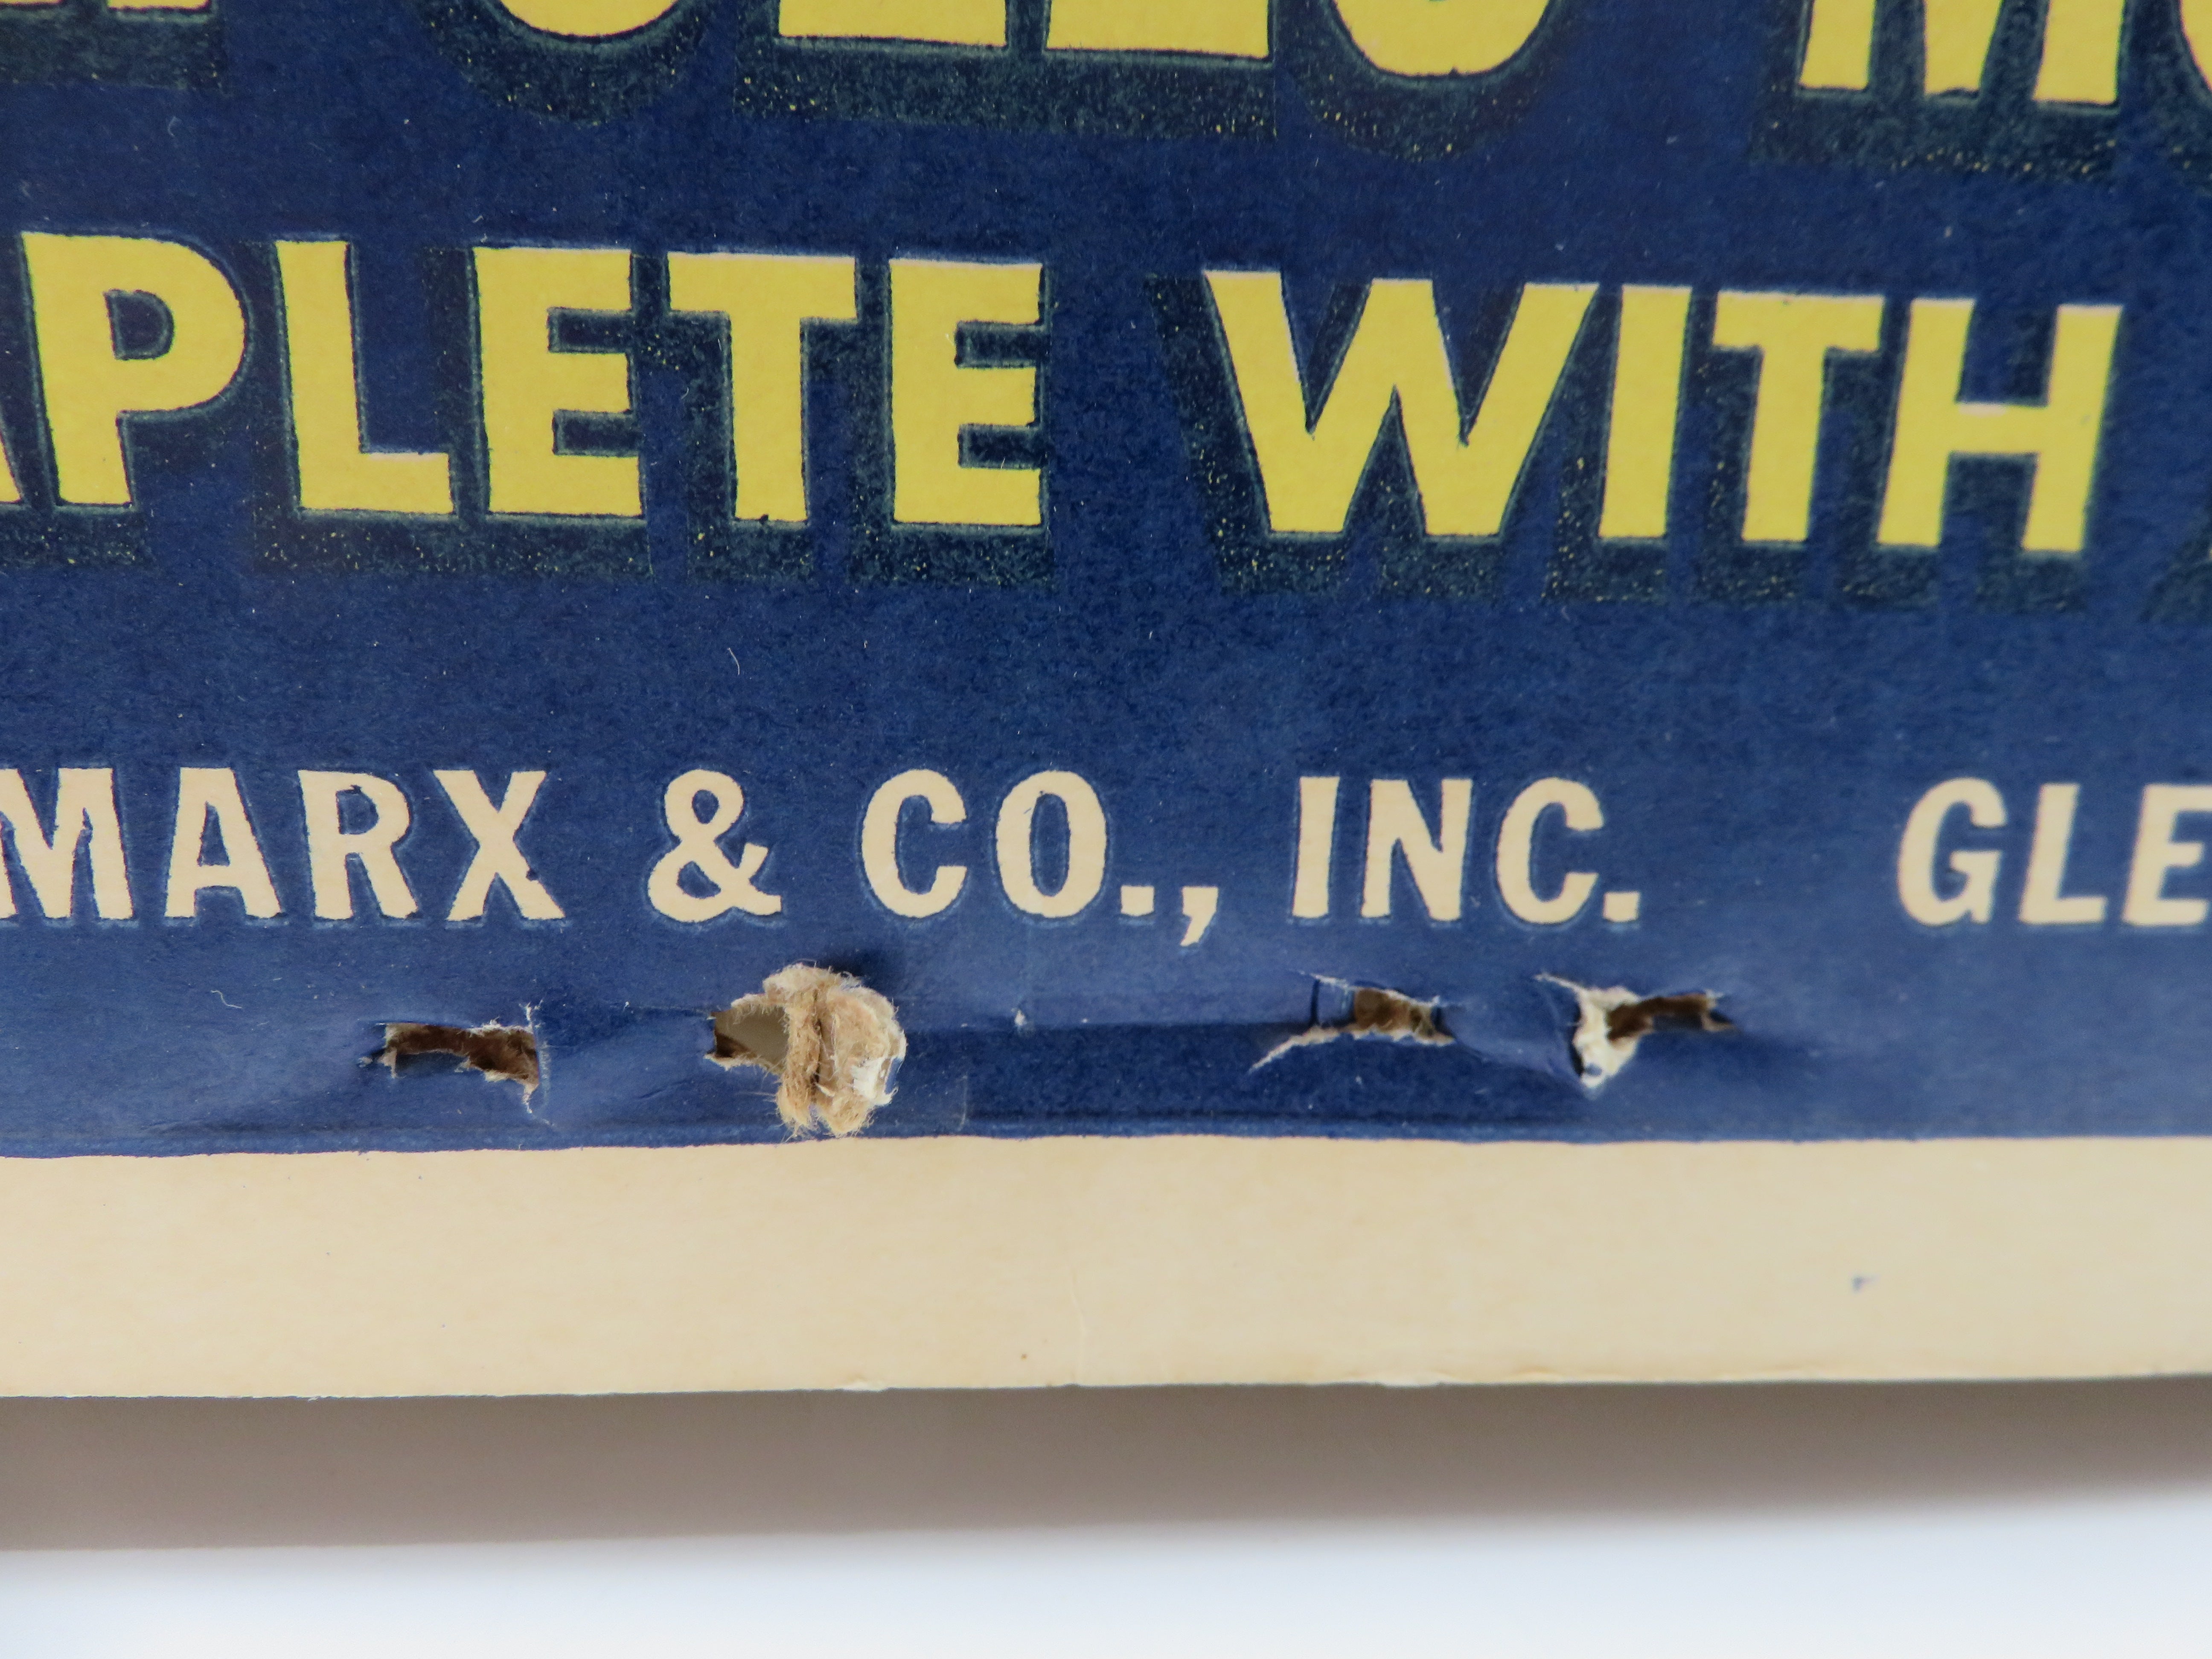 PLETE WITH
MARX & CO., INC. GLE